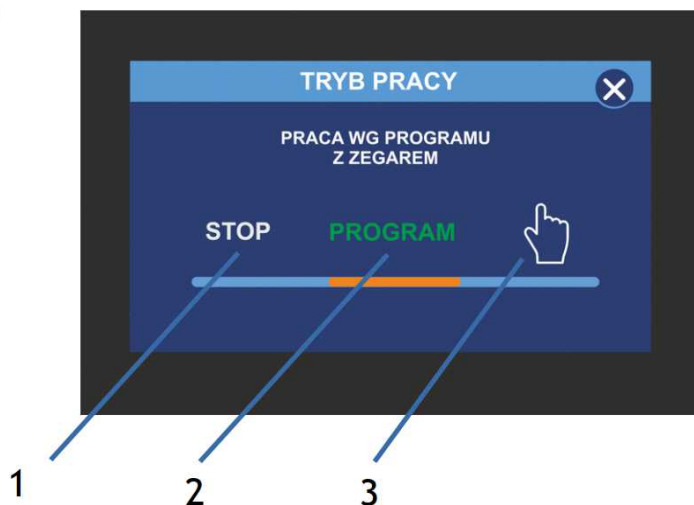 TRYB PRACY
PRACA WG PROGRAMU
Z ZEGAREM
STOP PROGRAM
1 2 3